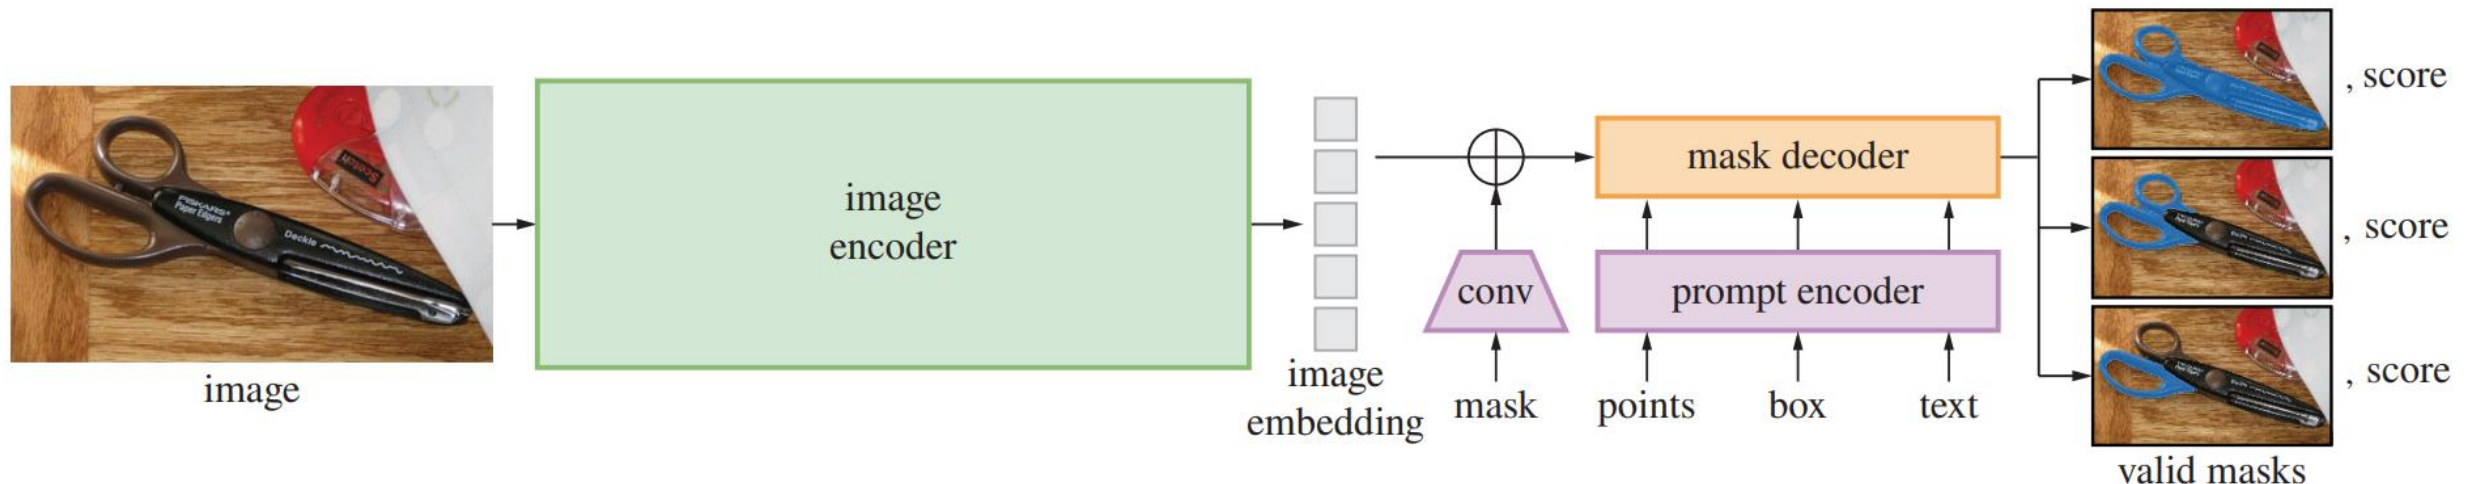 image
encoder
image
image
embedding
mask decoder
conv
prompt encoder
mask
points
box
text
, score
, score
, score
valid masks
FISKARS®
Paper Edgers
Deckle
Scotch